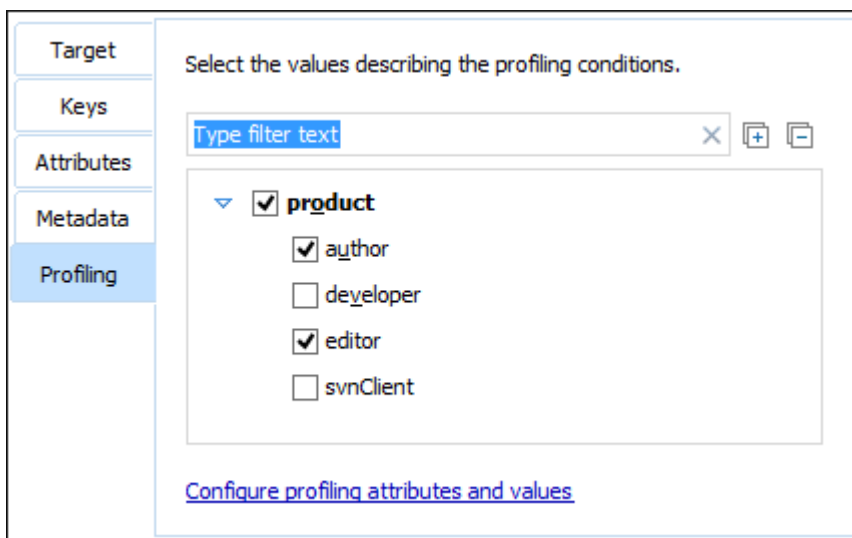 Target
Keys
Attributes
Metadata
Profiling
Select the values describing the profiling conditions.
Type filter text
product
author
developer
editor
svnClient
Configure profiling attributes and values